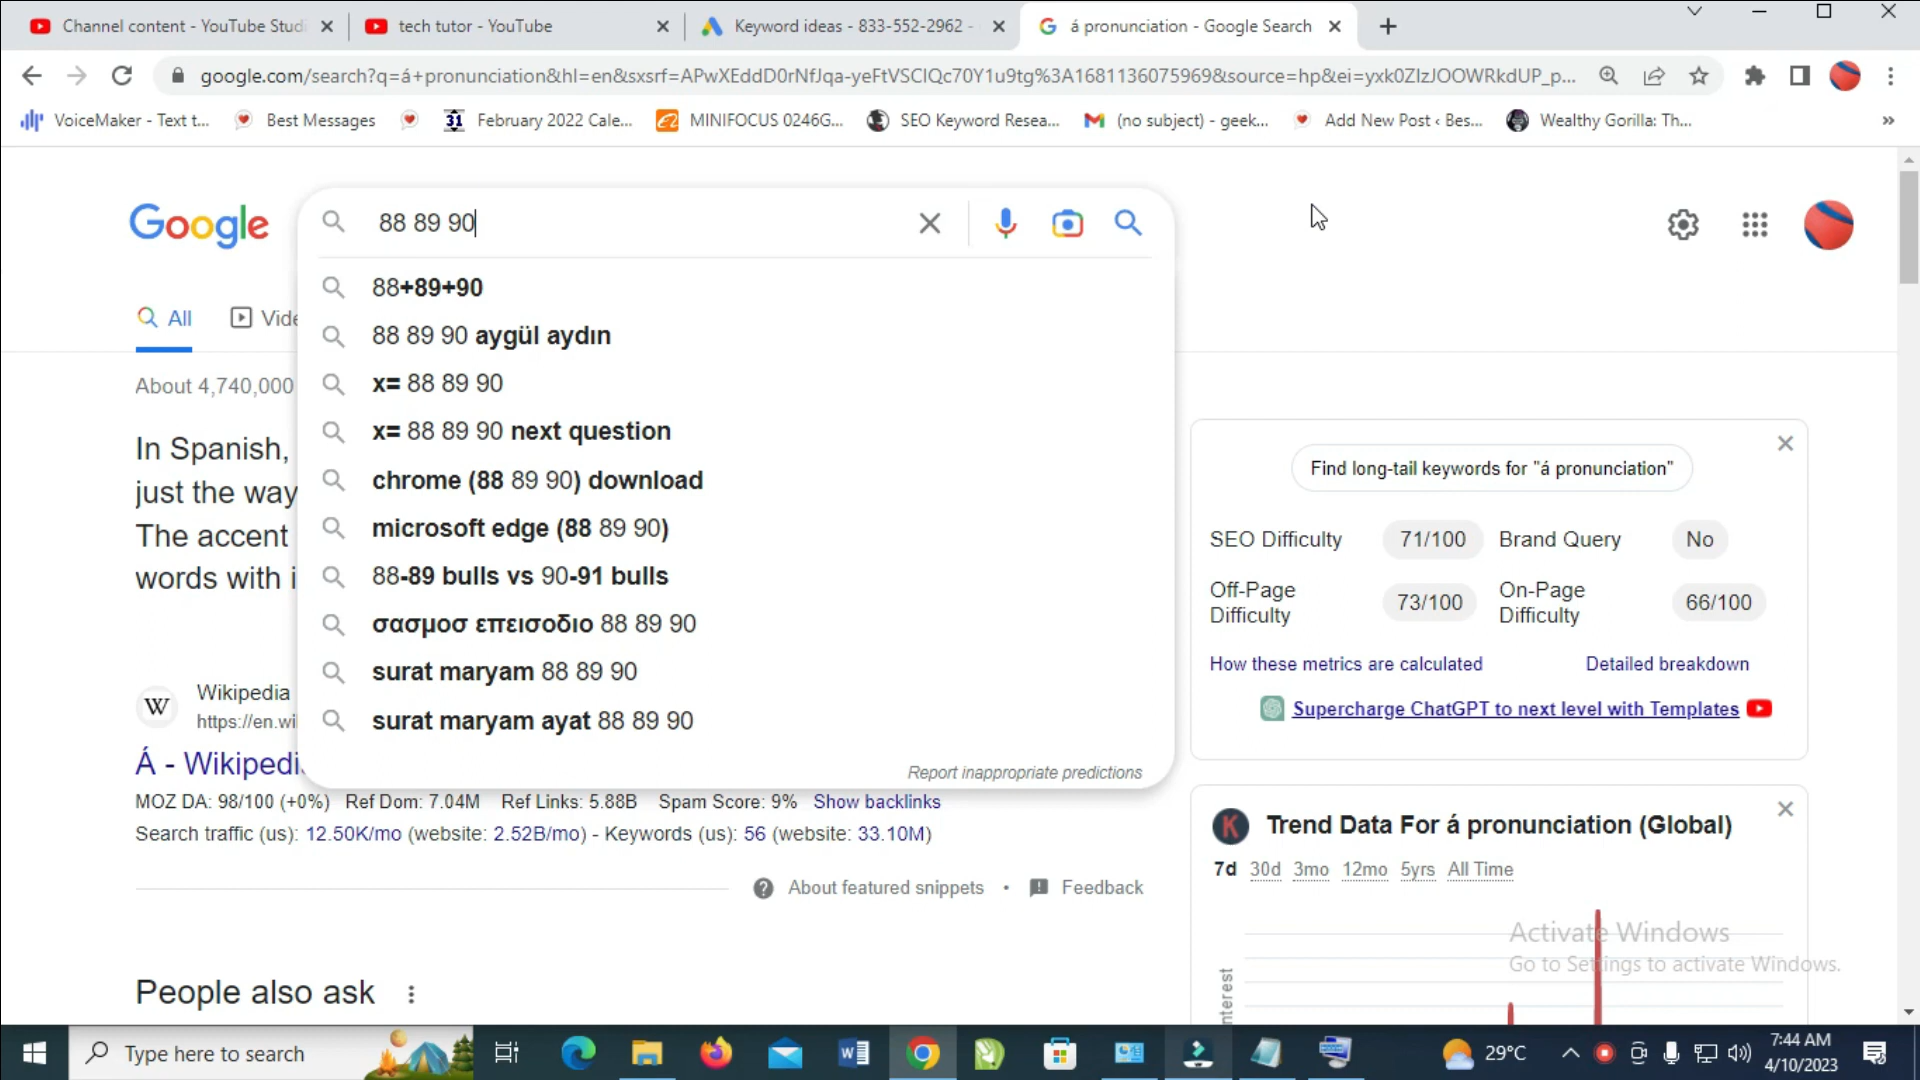 Channel content - YouTube Studi
tech tutor - YouTube
Keyword ideas - 833-552-2962 -
á pronunciation - Google Search
google.com/search?q=á+pronunciation&hl=en&sxsrf=APwXEddD0rNfJqa-yeFtVSClQc70Y1u9tg%3A1681136075969&source=hp&ei=yxk0ZIzJOOWRkdUP_p...
VoiceMaker - Text t...
Best Messages
31
February 2022 Cale...
MINIFOCUS 0246G...
SEO Keyword Resea...
(no subject) - geek...
Add New Post ‹ Bes...
Wealthy Gorilla: Th...
»
Google
88 89 90
88+89+90
88 89 90 aygül aydın
x= 88 89 90
x= 88 89 90 next question
chrome (88 89 90) download
microsoft edge (88 89 90)
88-89 bulls vs 90-91 bulls
σασμοσ επεισοδιο 88 89 90
surat maryam 88 89 90
surat maryam ayat 88 89 90
Report inappropriate predictions
All
Vide
About 4,740,000
In Spanish,
just the way
The accent
words with i
W
Wikipedia
https://en.wi
Á - Wikipedi
MOZ DA: 98/100 (+0%) Ref Dom: 7.04M Ref Links: 5.88B Spam Score: 9% Show backlinks
Search traffic (us): 12.50K/mo (website: 2.52B/mo) - Keywords (us): 56 (website: 33.10M)
About featured snippets • Feedback
People also ask
Find long-tail keywords for "á pronunciation"
SEO Difficulty 71/100 Brand Query No
Off-Page Difficulty 73/100 On-Page Difficulty 66/100
How these metrics are calculated Detailed breakdown
Supercharge ChatGPT to next level with Templates
K
Trend Data For á pronunciation (Global)
7d 30d 3mo 12mo 5yrs All Time
nterest
Activate Windows
Go to Settings to activate Windows.
Type here to search
29°C
7:44 AM
4/10/2023